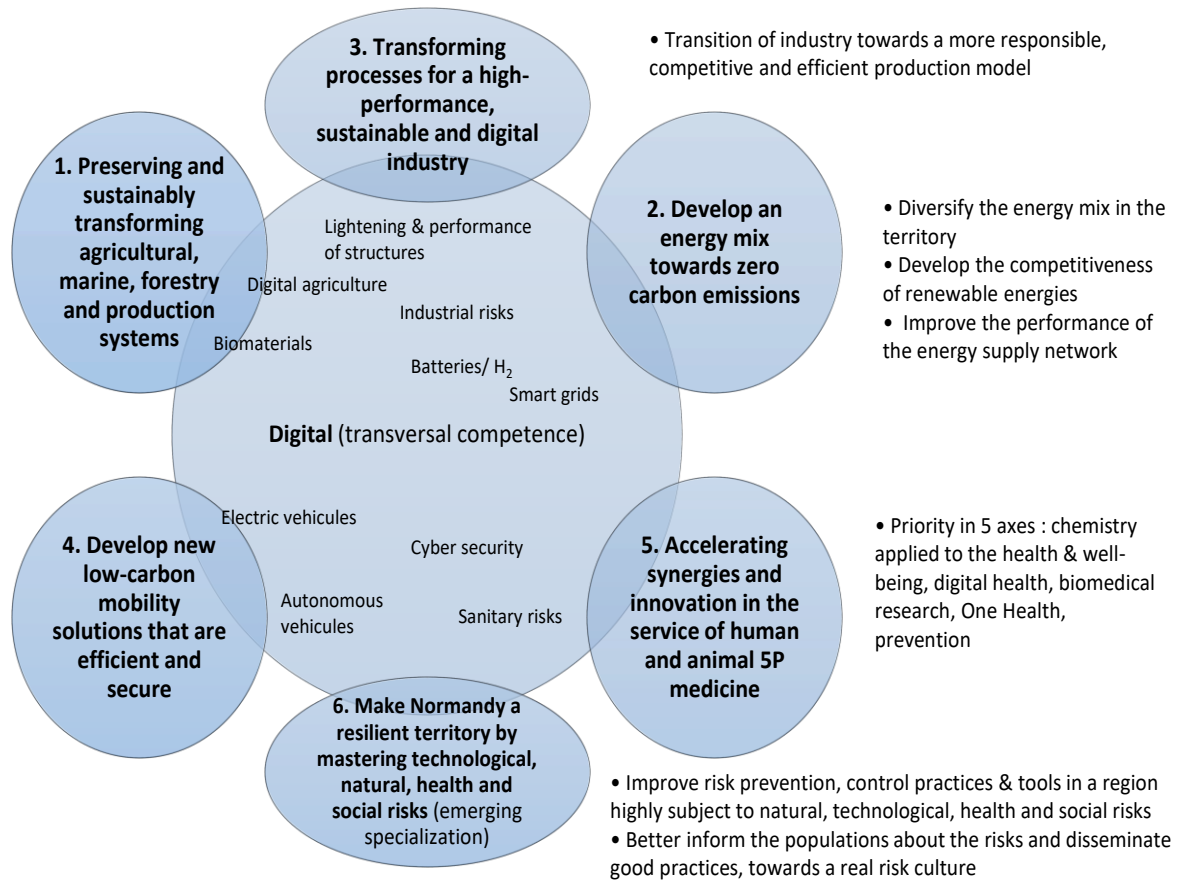 3. Transforming
processes for a high-
performance,
sustainable and digital
industry
• Transition of industry towards a more responsible,
competitive and efficient production model
1. Preserving and
sustainably
transforming
agricultural,
marine, forestry
and production
systems
2. Develop an
energy mix
towards zero
carbon emissions
• Diversify the energy mix in the
territory
• Develop the competitiveness
of renewable energies
• Improve the performance of
the energy supply network
Lightening & performance
of structures
Digital agriculture
Industrial risks
Biomaterials
Batteries/ H₂
Smart grids
Digital (transversal competence)
Electric vehicules
Cyber security
Autonomous
vehicules
Sanitary risks
4. Develop new
low-carbon
mobility
solutions that are
efficient and
secure
5. Accelerating
synergies and
innovation in the
service of human
and animal 5P
medicine
• Priority in 5 axes : chemistry
applied to the health & well-
being, digital health, biomedical
research, One Health,
prevention
6. Make Normandy a
resilient territory by
mastering technological,
natural, health and
social risks (emerging
specialization)
• Improve risk prevention, control practices & tools in a region
highly subject to natural, technological, health and social risks
• Better inform the populations about the risks and disseminate
good practices, towards a real risk culture